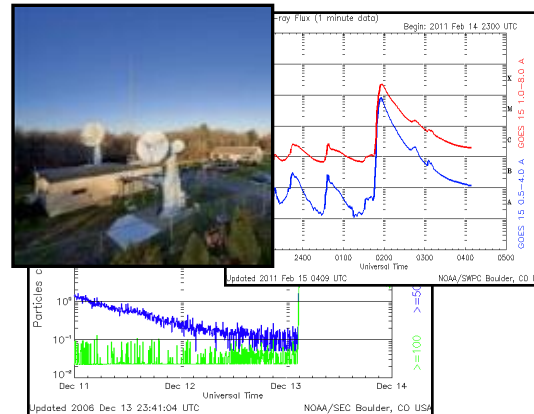 -ray Flux (1 minute data)
Begin: 2011 Feb 14 2300 UTC
X
M
C
B
A
GOES 15 1.0-8.0 A
GOES 15 0.5-4.0 A
2400
0100
0200
0300
0400
0500
Universal Time
Updated 2011 Feb 15 0409 UTC
NOAA/SWPC Boulder, CO U
Particles c
10⁰
10⁻¹
10⁻²
>=50
>=100
Dec 11
Dec 12
Dec 13
Dec 14
Universal Time
Updated 2006 Dec 13 23:41:04 UTC
NOAA/SEC Boulder, CO USA